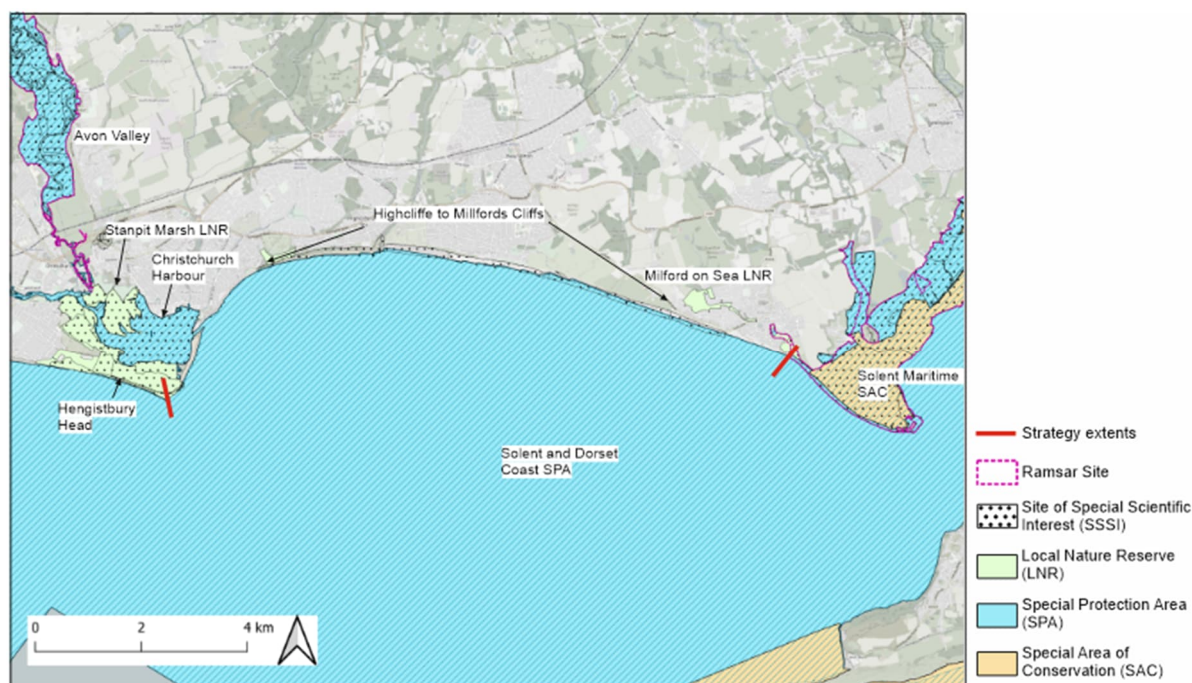 Avon Valley
Stanpit Marsh LNR
Christchurch
Harbour
Highcliffe to Millfords Cliffs
Milford on Sea LNR
Hengistbury
Head
Solent Maritime
SAC
Solent and Dorset
Coast SPA
0 2 4 km
Strategy extents
Ramsar Site
Site of Special Scientific
Interest (SSSI)
Local Nature Reserve
(LNR)
Special Protection Area
(SPA)
Special Area of
Conservation (SAC)